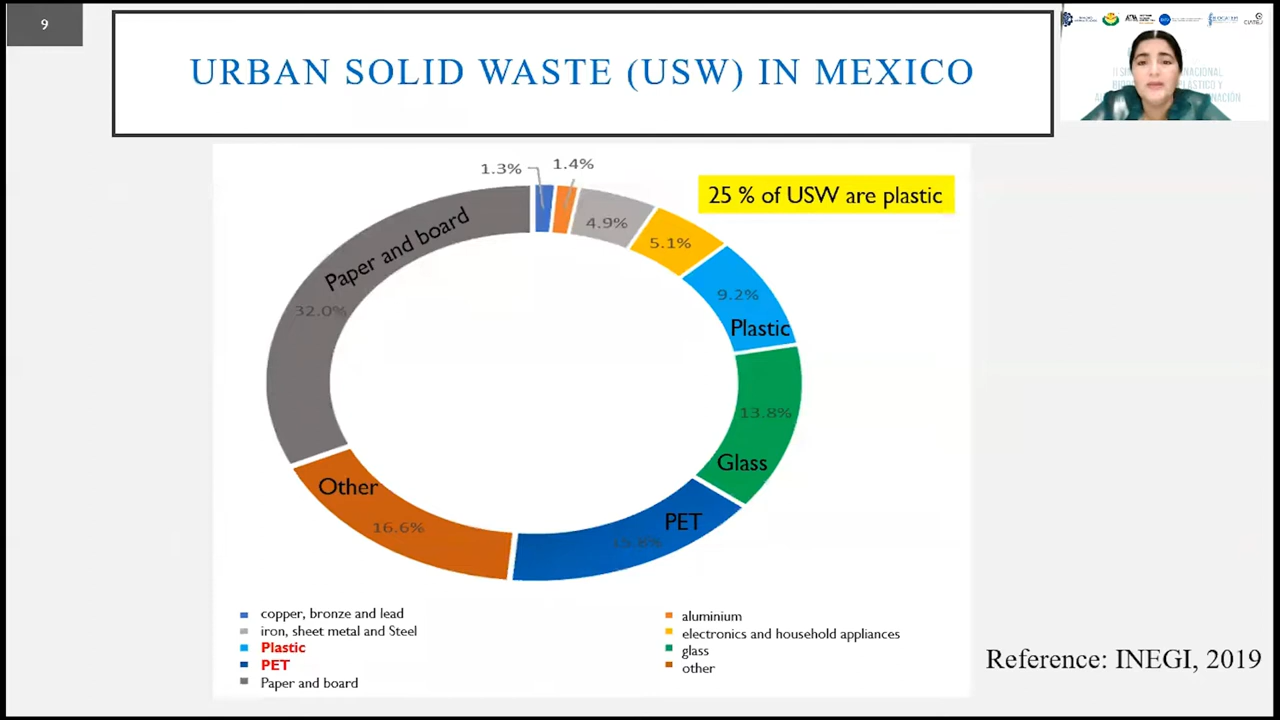 9
URBAN SOLID WASTE (USW) IN MEXICO
1.3%
1.4%
25 % of USW are plastic
4.9%
5.1%
Paper and board
32.0%
9.2%
Plastic
13.8%
Glass
Other
16.6%
PET
15.8%
copper, bronze and lead
aluminium
iron, sheet metal and Steel
electronics and household appliances
Plastic
glass
PET
other
Paper and board
Reference: INEGI, 2019